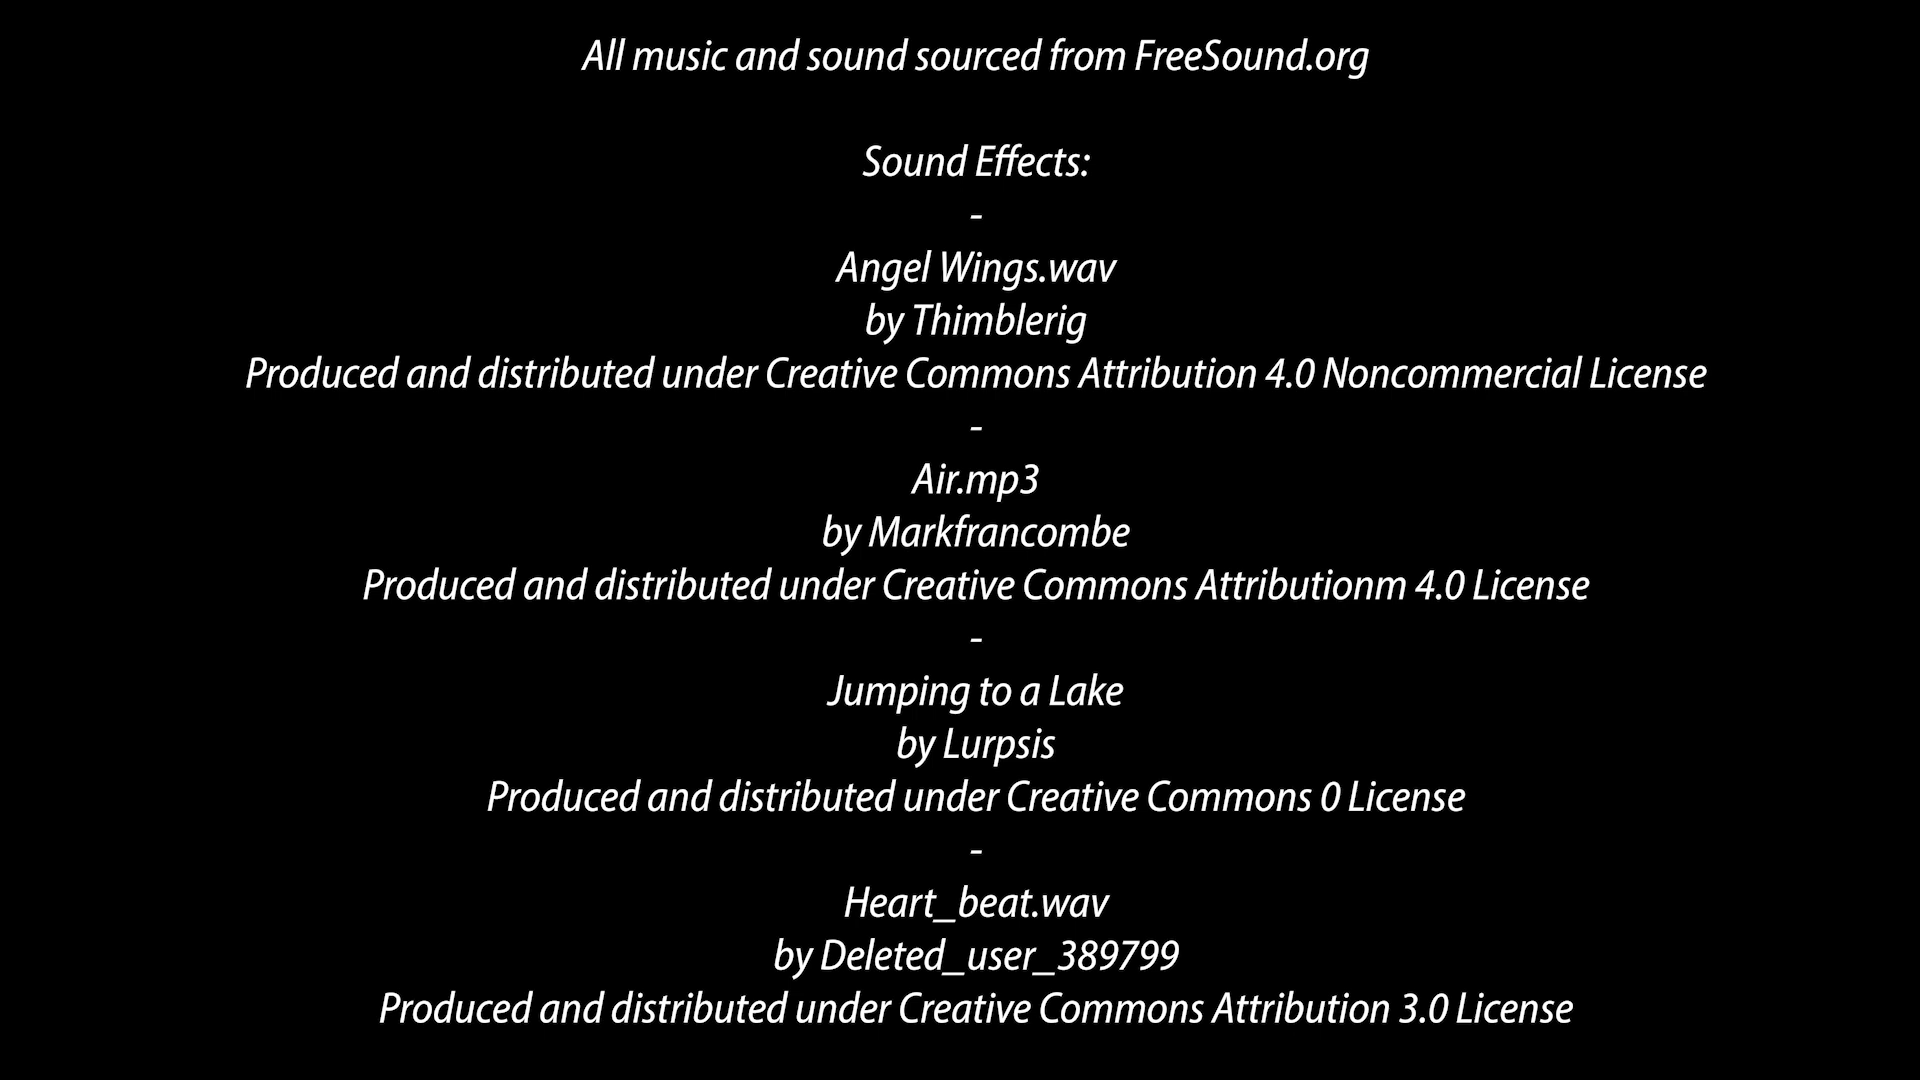 All music and sound sourced from FreeSound.org
Sound Effects:
-
Angel Wings.wav
by Thimblerig
Produced and distributed under Creative Commons Attribution 4.0 Noncommercial License
-
Air.mp3
by Markfrancombe
Produced and distributed under Creative Commons Attributionm 4.0 License
-
Jumping to a Lake
by Lurpsis
Produced and distributed under Creative Commons 0 License
-
Heart_beat.wav
by Deleted_user_389799
Produced and distributed under Creative Commons Attribution 3.0 License